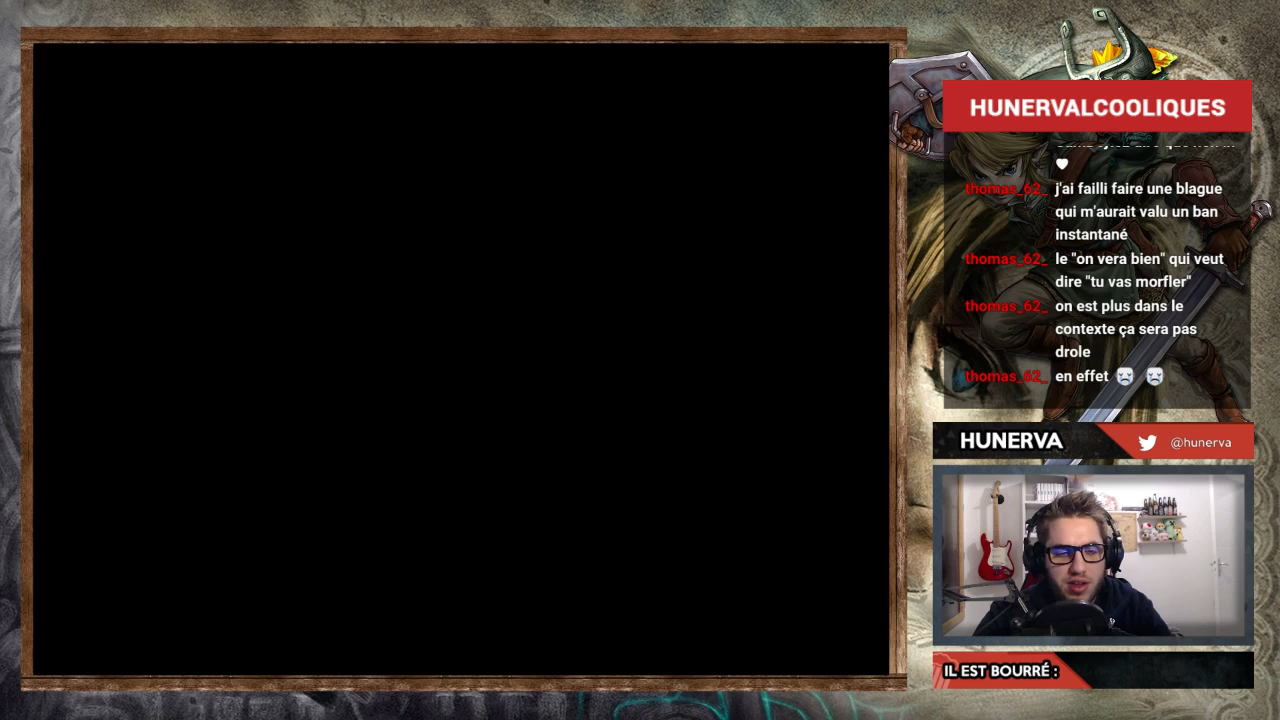 HUNERVALCOOLIQUES
thomas_62_ j'ai failli faire une blague
qui m'aurait valu un ban
instantané
thomas_62_ le "on vera bien" qui veut
dire "tu vas morfler"
thomas_62_ on est plus dans le
contexte ça sera pas
drole
thomas_62_ en effet
HUNERVA
@hunerva
IL EST BOURRÉ :